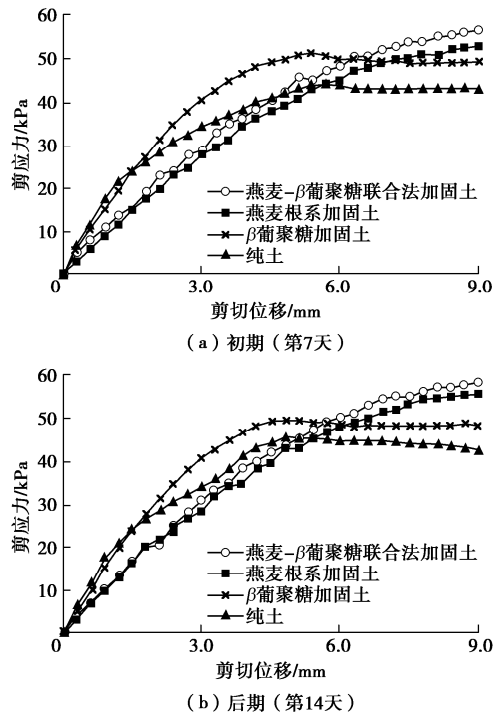 60
50
40
30
20
10
0
3.0
6.0
9.0
剪应力/kPa
燕麦-β葡聚糖联合法加固土
燕麦根系加固土
β葡聚糖加固土
纯土
剪切位移/mm
(a)初期(第7天)
60
50
40
30
20
10
0
3.0
6.0
9.0
剪应力/kPa
燕麦-β葡聚糖联合法加固土
燕麦根系加固土
β葡聚糖加固土
纯土
剪切位移/mm
(b)后期(第14天)